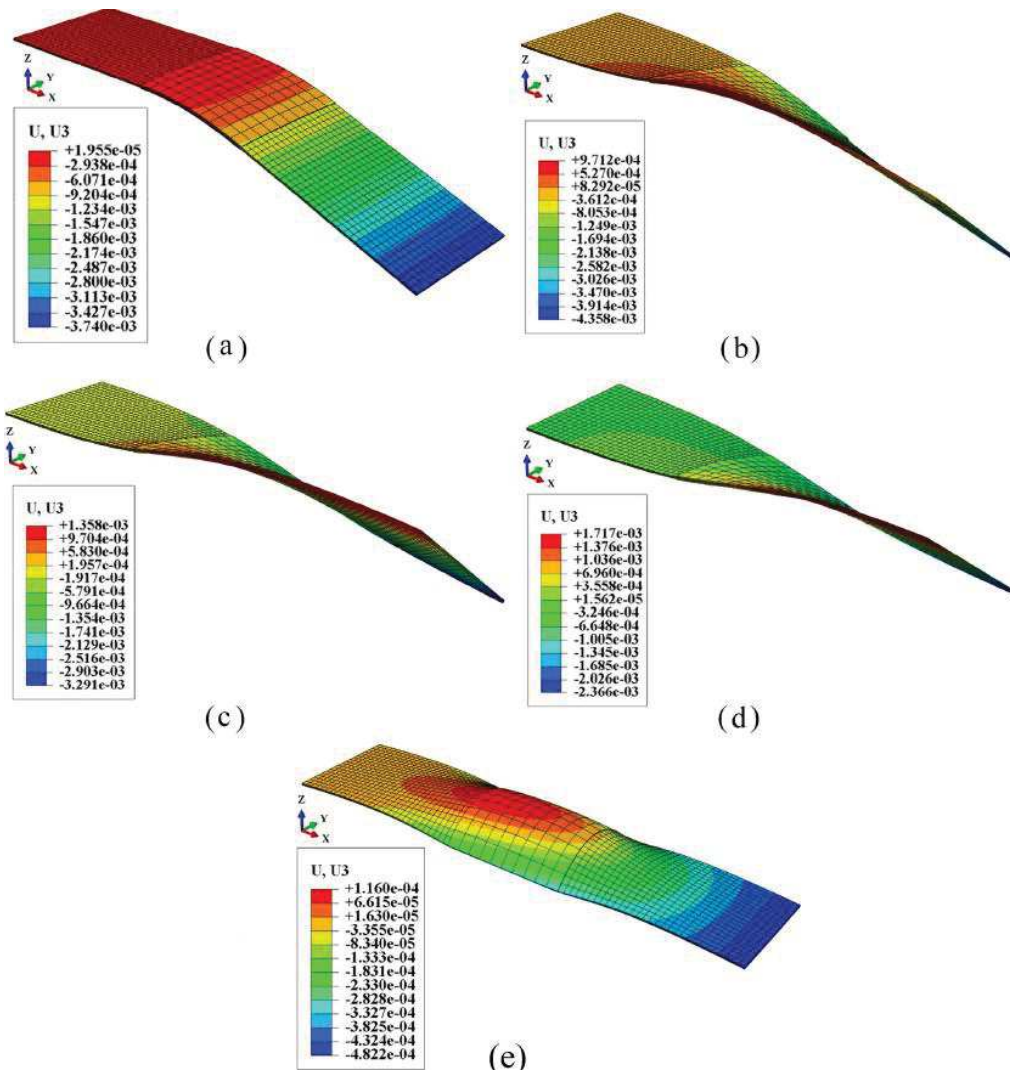 Z
Y
X
U, U3
+1.955e-05
-2.938e-04
-6.071e-04
-9.204e-04
-1.234e-03
-1.547e-03
-1.860e-03
-2.174e-03
-2.487e-03
-2.800e-03
-3.113e-03
-3.427e-03
-3.740e-03
(a)
Z
Y
X
U, U3
+9.712e-04
+5.270e-04
+8.292e-05
-3.612e-04
-8.053e-04
-1.249e-03
-1.694e-03
-2.138e-03
-2.582e-03
-3.026e-03
-3.470e-03
-3.914e-03
-4.358e-03
(b)
Z
Y
X
U, U3
+1.358e-03
+9.704e-04
+5.830e-04
+1.957e-04
-1.917e-04
-5.791e-04
-9.664e-04
-1.354e-03
-1.741e-03
-2.129e-03
-2.516e-03
-2.903e-03
-3.291e-03
(c)
Z
Y
X
U, U3
+1.717e-03
+1.376e-03
+1.036e-03
+6.960e-04
+3.558e-04
+1.562e-05
-3.246e-04
-6.648e-04
-1.005e-03
-1.345e-03
-1.685e-03
-2.026e-03
-2.366e-03
(d)
Z
Y
X
U, U3
+1.160e-04
+6.615e-05
+1.630e-05
-3.355e-05
-8.340e-05
-1.333e-04
-1.831e-04
-2.330e-04
-2.828e-04
-3.327e-04
-3.825e-04
-4.324e-04
-4.822e-04
(e)